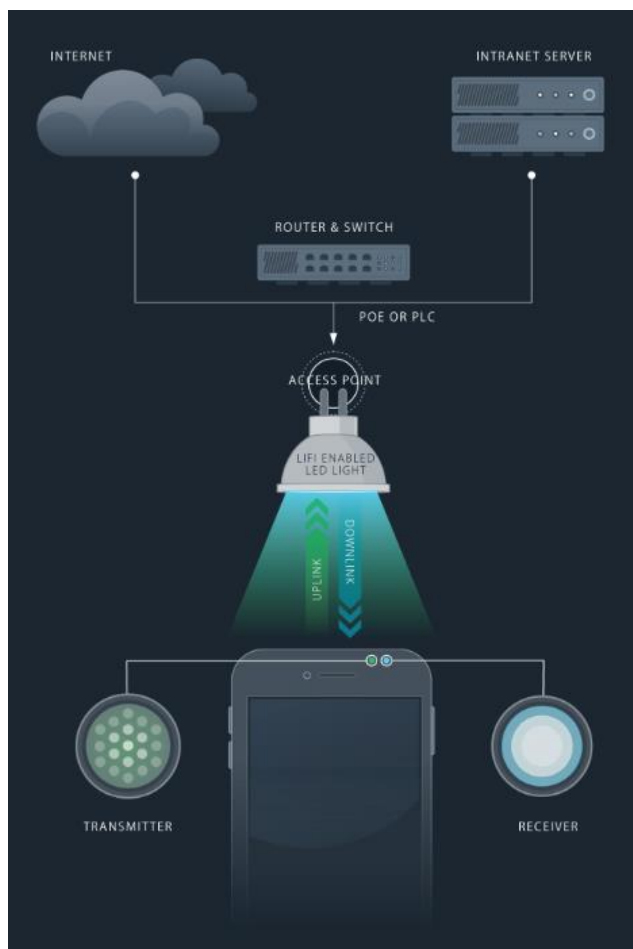 INTERNET
INTRANET SERVER
ROUTER & SWITCH
POE OR PLC
ACCESS POINT
LIFI ENABLED
LED LIGHT
UPLINK
DOWNLINK
TRANSMITTER
RECEIVER